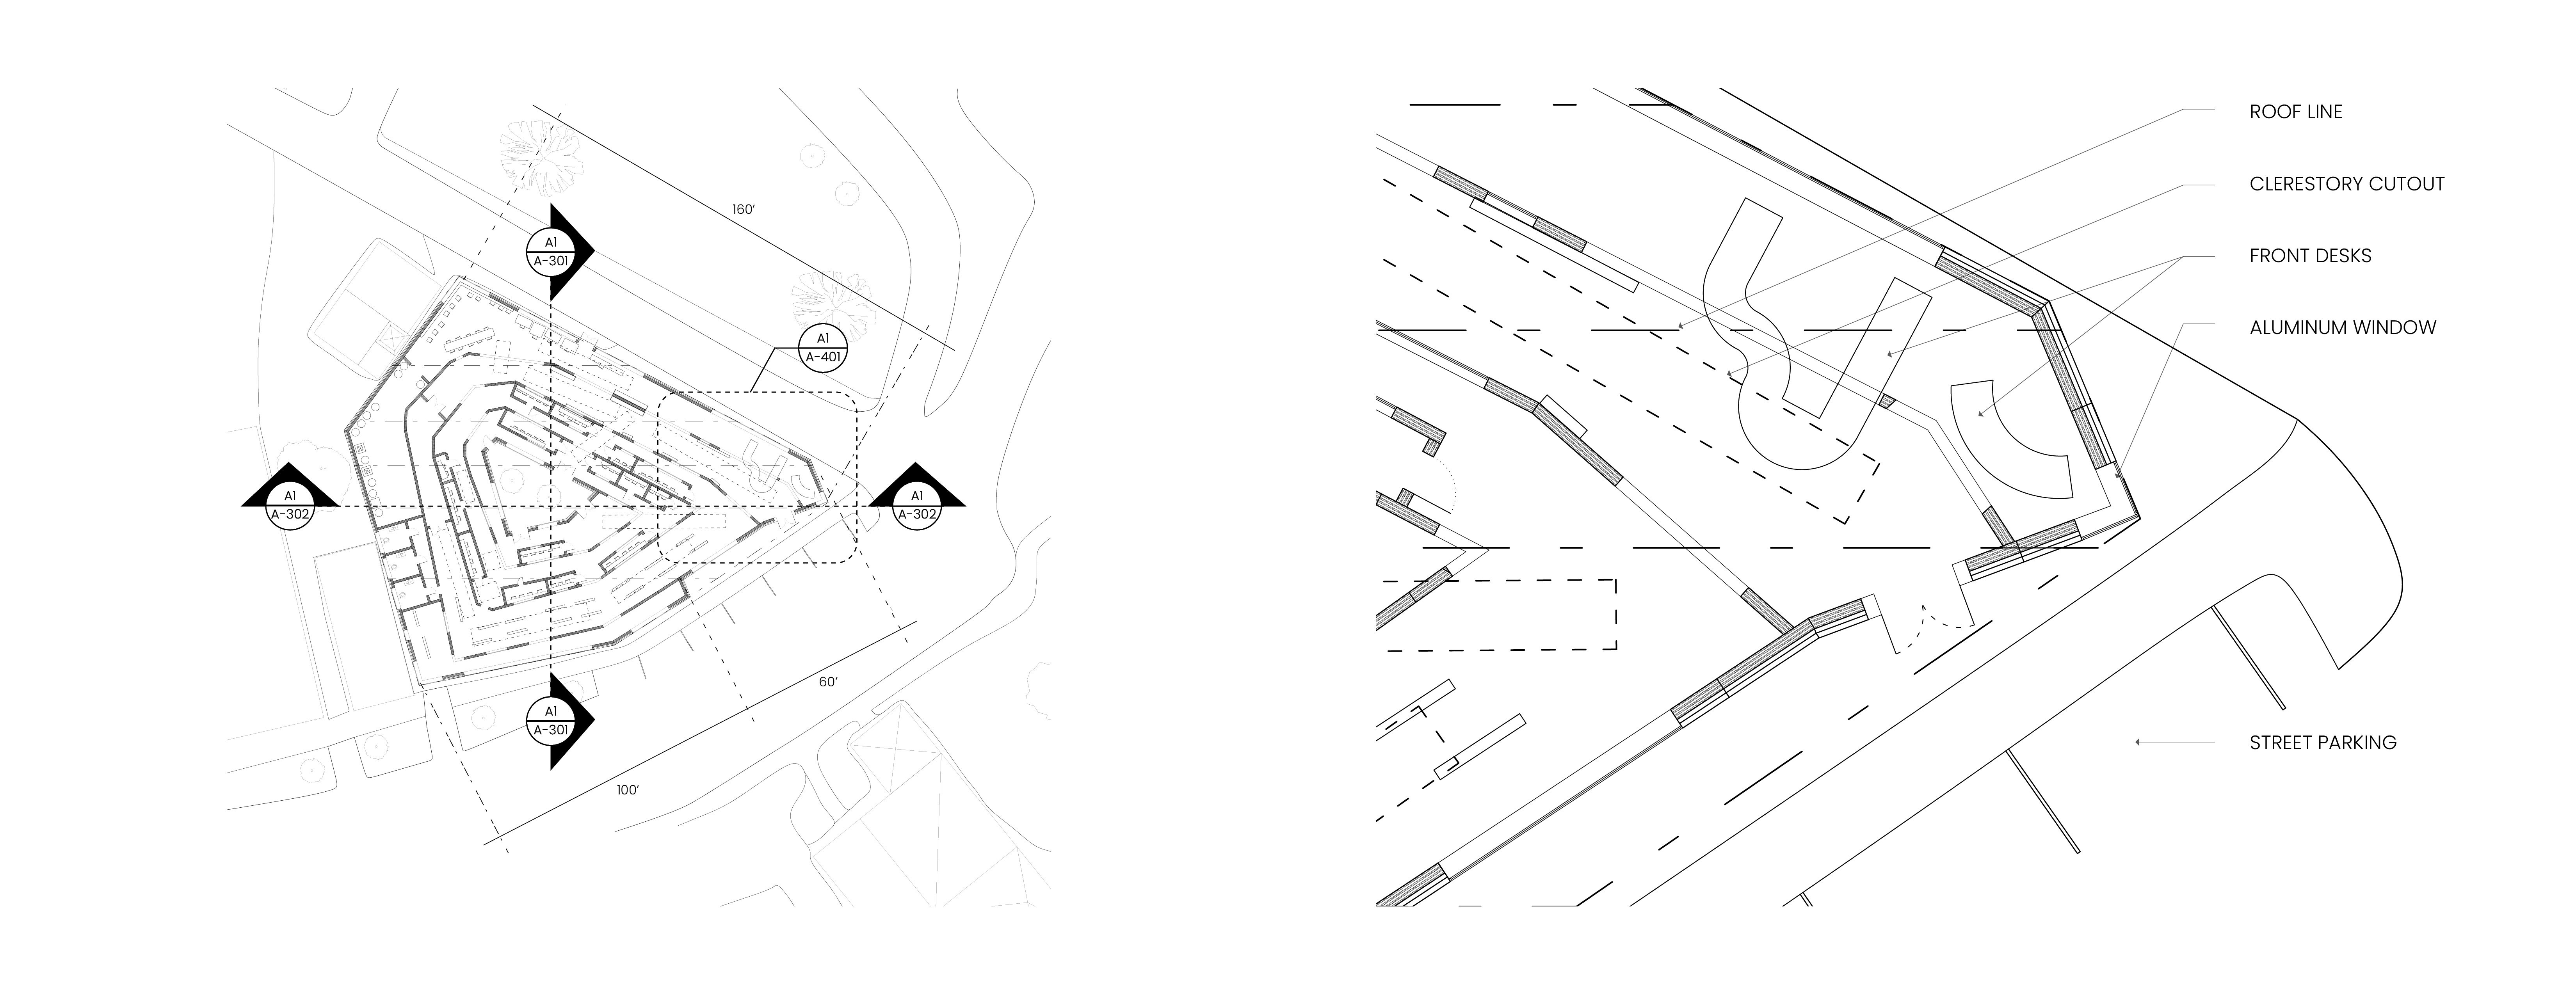 160'
A1
A-301
A1
A-401
A1
A-302
A1
A-302
60'
A1
A-301
100'
ROOF LINE
CLERESTORY CUTOUT
FRONT DESKS
ALUMINUM WINDOW
STREET PARKING